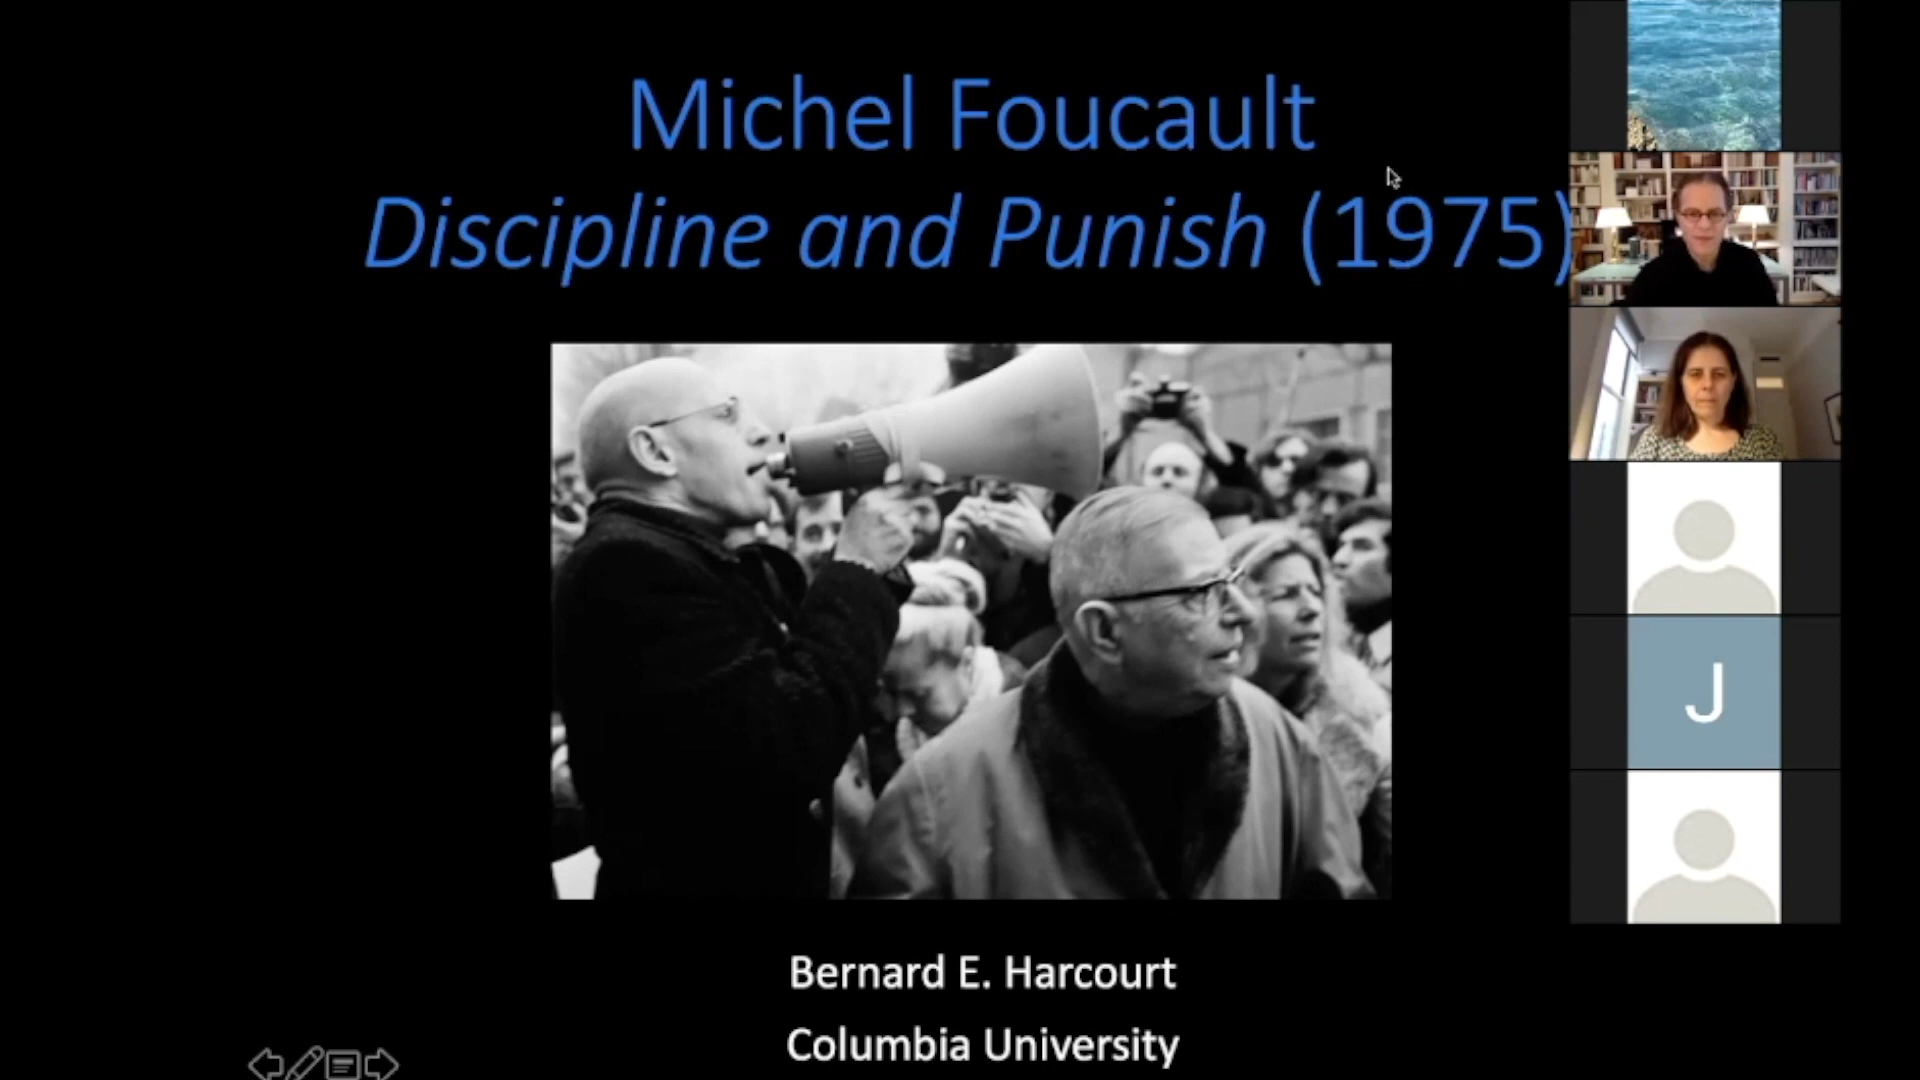 Michel Foucault
Discipline and Punish (1975)
J
Bernard E. Harcourt
Columbia University